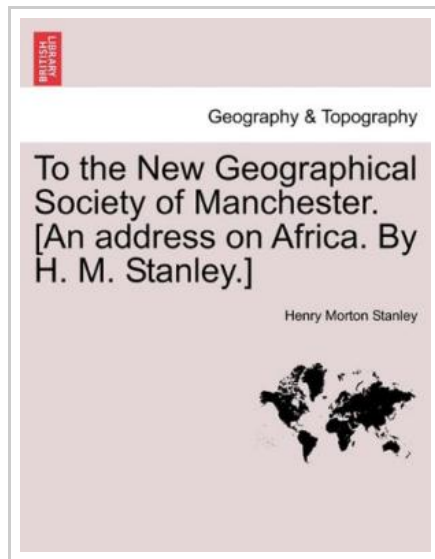 BRITISH
LIBRARY
Geography & Topography
To the New Geographical
Society of Manchester.
[An address on Africa. By
H. M. Stanley.]
Henry Morton Stanley